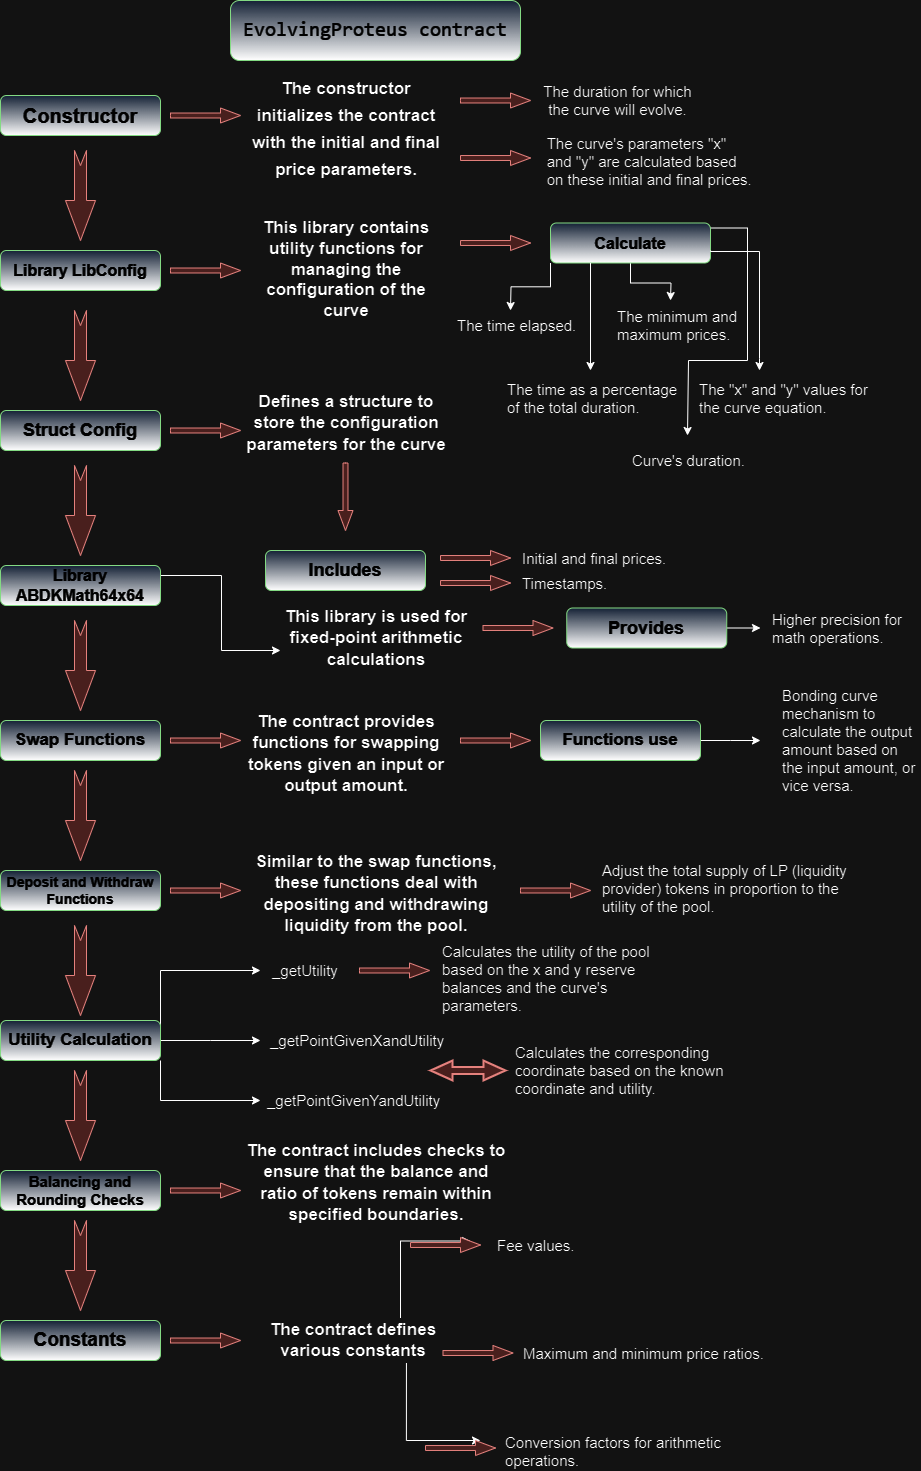 EvolvingProteus contract
Constructor
The constructor
initializes the contract
with the initial and final
price parameters.
The duration for which
the curve will evolve.
The curve's parameters "x"
and "y" are calculated based
on these initial and final prices.
Library LibConfig
This library contains
utility functions for
managing the
configuration of the
curve
Calculate
The time elapsed.
The minimum and
maximum prices.
The time as a percentage
of the total duration.
The "x" and "y" values for
the curve equation.
Curve's duration.
Struct Config
Defines a structure to
store the configuration
parameters for the curve
Includes
Initial and final prices.
Timestamps.
Library
ABDKMath64x64
This library is used for
fixed-point arithmetic
calculations
Provides
Higher precision for
math operations.
Swap Functions
The contract provides
functions for swapping
tokens given an input or
output amount.
Functions use
Bonding curve
mechanism to
calculate the output
amount based on
the input amount, or
vice versa.
Deposit and Withdraw
Functions
Similar to the swap functions,
these functions deal with
depositing and withdrawing
liquidity from the pool.
Adjust the total supply of LP (liquidity
provider) tokens in proportion to the
utility of the pool.
Utility Calculation
_getUtility
Calculates the utility of the pool
based on the x and y reserve
balances and the curve's
parameters.
_getPointGivenXandUtility
_getPointGivenYandUtility
Calculates the corresponding
coordinate based on the known
coordinate and utility.
Balancing and
Rounding Checks
The contract includes checks to
ensure that the balance and
ratio of tokens remain within
specified boundaries.
Constants
The contract defines
various constants
Fee values.
Maximum and minimum price ratios.
Conversion factors for arithmetic
operations.